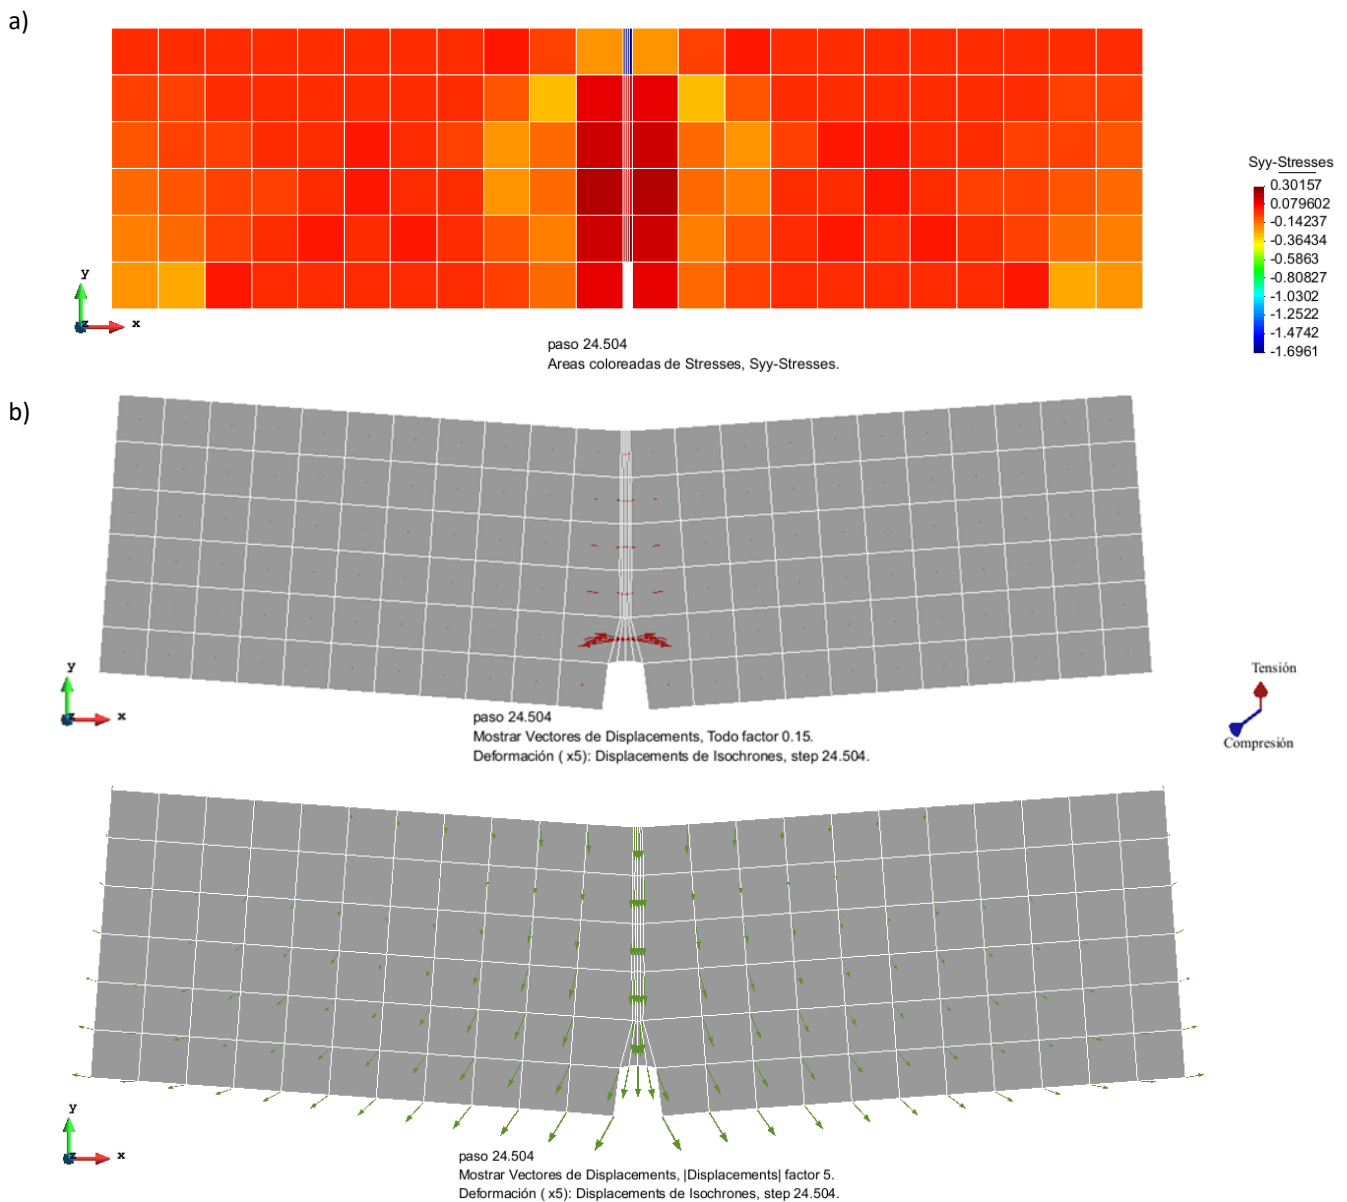 a)
Syy-Stresses
0.30157
0.079602
-0.14237
-0.36434
-0.5863
-0.80827
-1.0302
-1.2522
-1.4742
-1.6961
y
z
x
paso 24.504
Areas coloreadas de Stresses, Syy-Stresses.
b)
y
z
x
Tensión
Compresión
paso 24.504
Mostrar Vectores de Displacements, Todo factor 0.15.
Deformación ( x5): Displacements de Isochrones, step 24.504.
y
z
x
paso 24.504
Mostrar Vectores de Displacements, |Displacements| factor 5.
Deformación ( x5): Displacements de Isochrones, step 24.504.